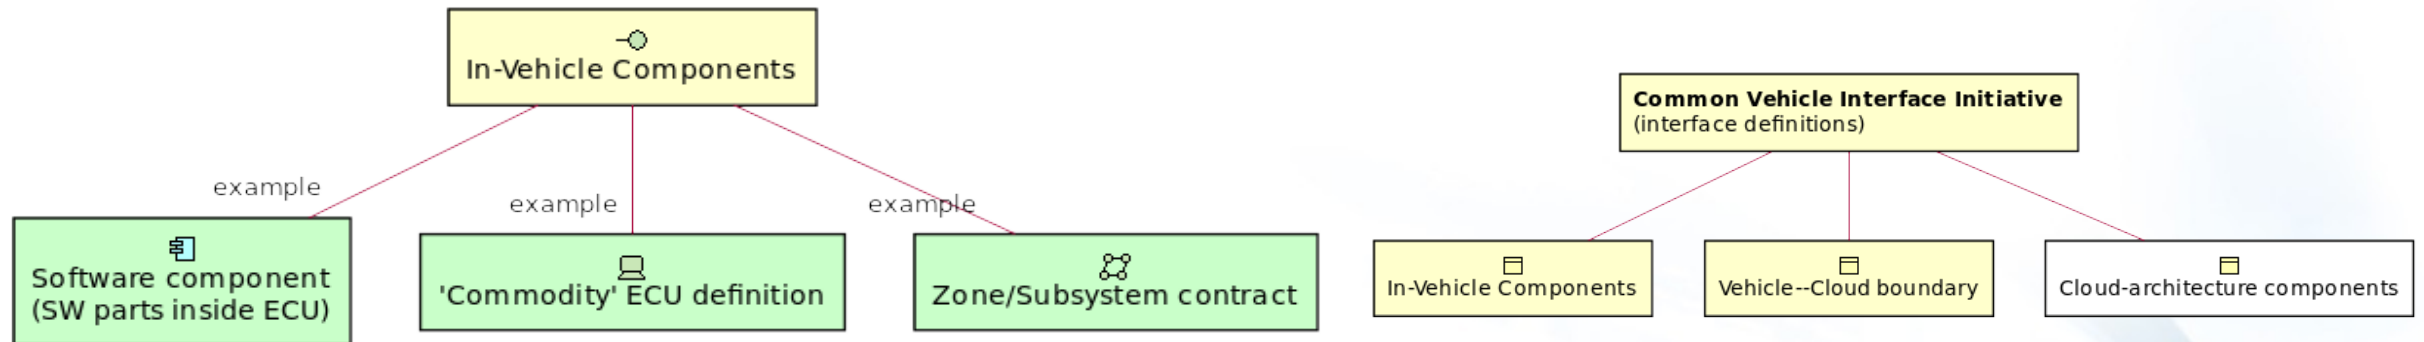 In-Vehicle Components
example
example
example
Software component
(SW parts inside ECU)
'Commodity' ECU definition
Zone/Subsystem contract
Common Vehicle Interface Initiative
(interface definitions)
In-Vehicle Components
Vehicle--Cloud boundary
Cloud-architecture components